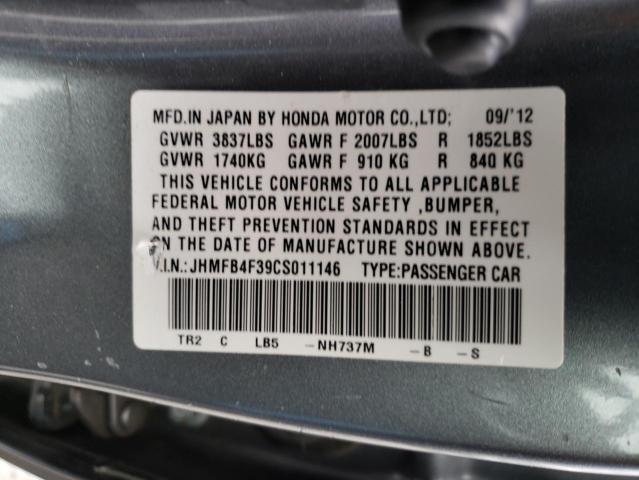 MFD.IN JAPAN BY HONDA MOTOR CO.,LTD; 09/'12
GVWR 3837LBS GAWR F 2007LBS R 1852LBS
GVWR 1740KG GAWR F 910 KG R 840 KG
THIS VEHICLE CONFORMS TO ALL APPLICABLE
FEDERAL MOTOR VEHICLE SAFETY ,BUMPER,
AND THEFT PREVENTION STANDARDS IN EFFECT
ON THE DATE OF MANUFACTURE SHOWN ABOVE.
V.I.N.:JHMFB4F39CS011146 TYPE:PASSENGER CAR
TR2 C LB5 -NH737M -B -S